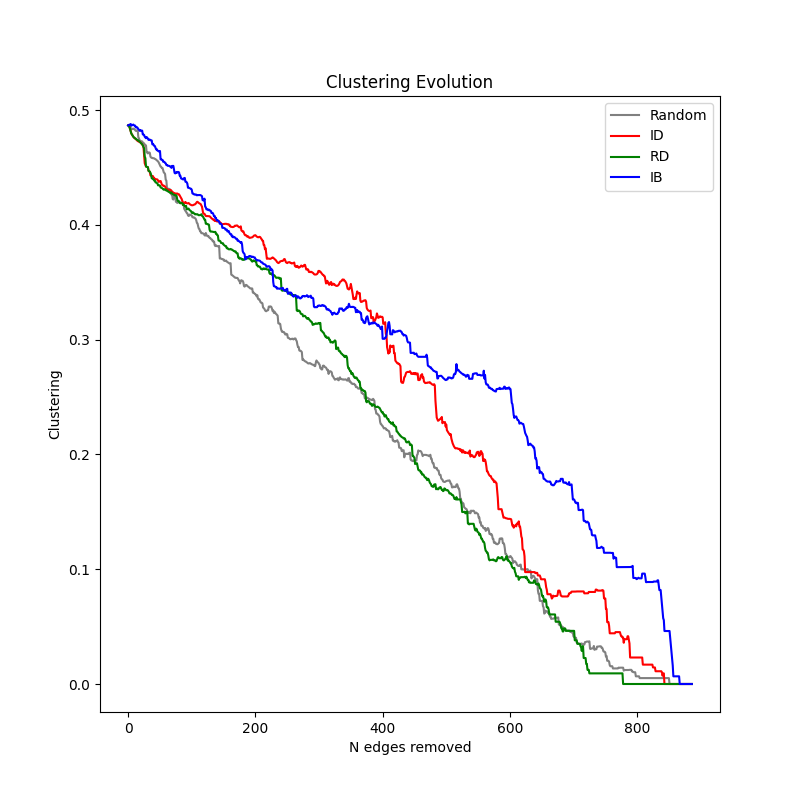 Clustering Evolution
Random
ID
RD
IB
0.5
0.4
0.3
0.2
0.1
0.0
Clustering
0
200
400
600
800
N edges removed